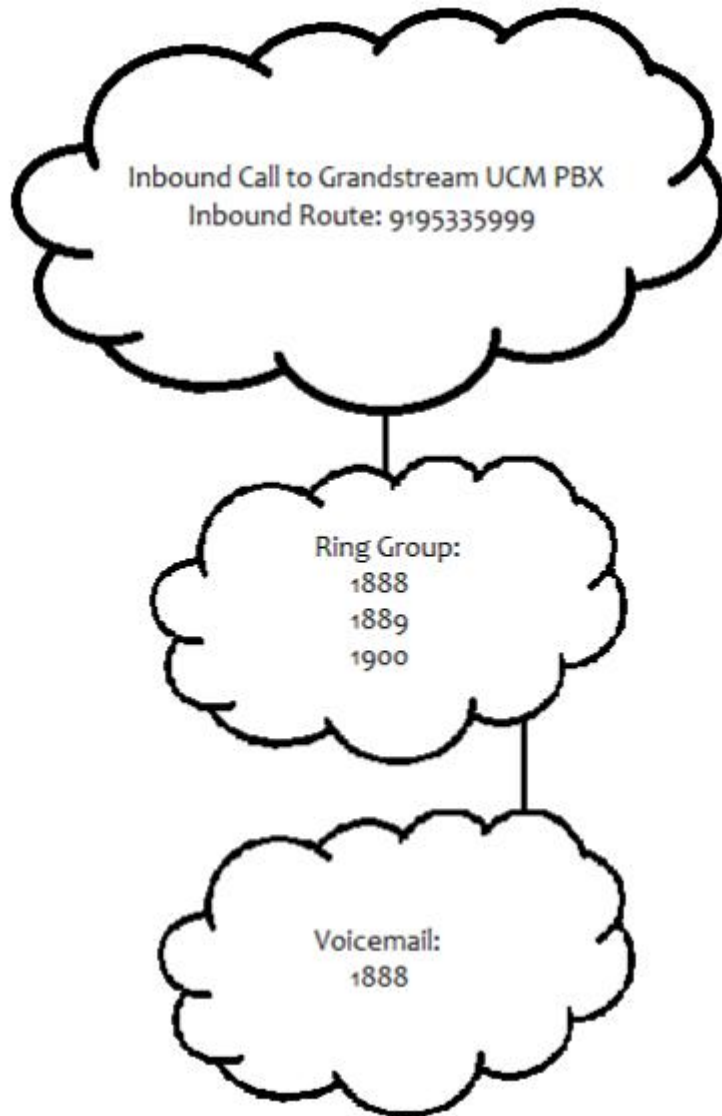 Inbound Call to Grandstream UCM PBX
Inbound Route: 9195335999
Ring Group:
1888
1889
1900
Voicemail:
1888